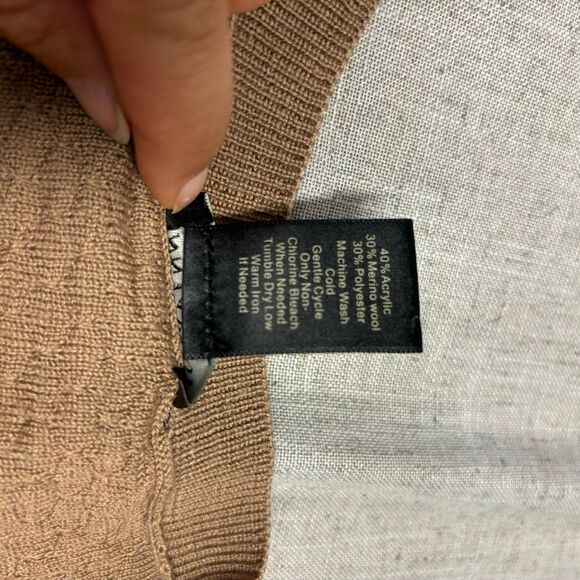 40% Acrylic
30% Merino wool
30% Polyester
Machine Wash
Cold
Gentle Cycle
Only Non-
Chlorine Bleach
When Needed
Tumble Dry Low
Warm Iron
If Needed